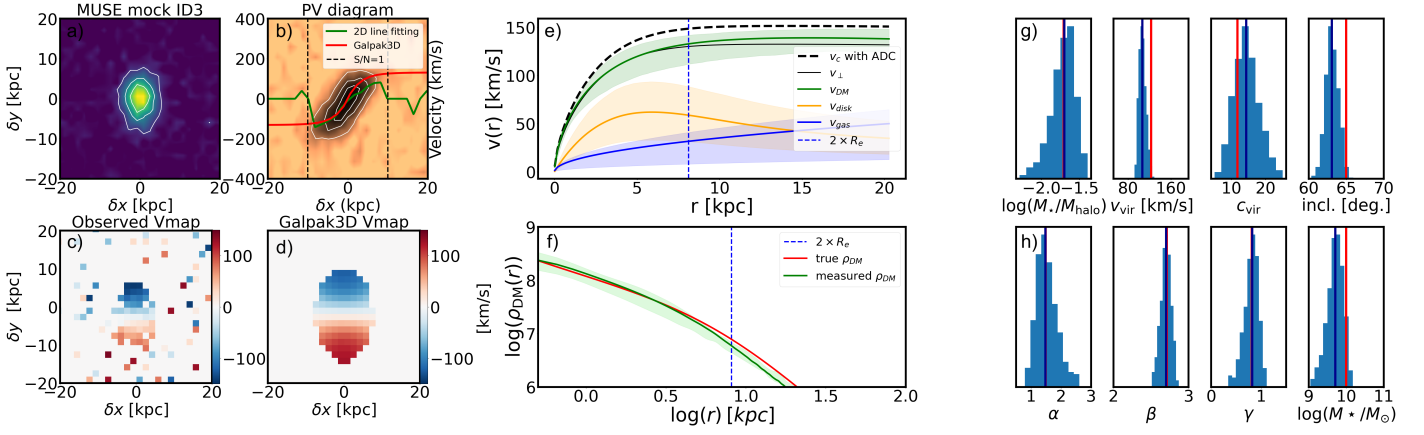 MUSE mock ID3
a)
20
10
0
−10
−20
δy [kpc]
−20
0
20
δx [kpc]
PV diagram
b)
2D line fitting
Galpak3D
S/N=1
400
200
0
−200
−400
−20
0
20
δx (kpc)
Velocity (km/s)
Observed Vmap
c)
20
10
0
−10
−20
δy [kpc]
−20
0
20
δx [kpc]
100
0
−100
Galpak3D Vmap
d)
−20
0
20
δx [kpc]
100
0
−100
[km/s]
e)
150
100
50
0
v(r) [km/s]
v_c with ADC
v_⊥
v_DM
v_disk
v_gas
2 × R_e
0
5
10
15
20
r [kpc]
f)
9
8
7
6
log(ρ_DM(r))
2 × R_e
true ρ_DM
measured ρ_DM
0.0
0.5
1.0
1.5
2.0
log(r) [kpc]
g)
−2.0
−1.5
log(M⋆/M_halo)
80
160
v_vir [km/s]
10
20
c_vir
60
65
70
incl. [deg.]
h)
1
2
3
α
2
3
β
0
1
γ
9
10
11
log(M⋆/M_⊙)